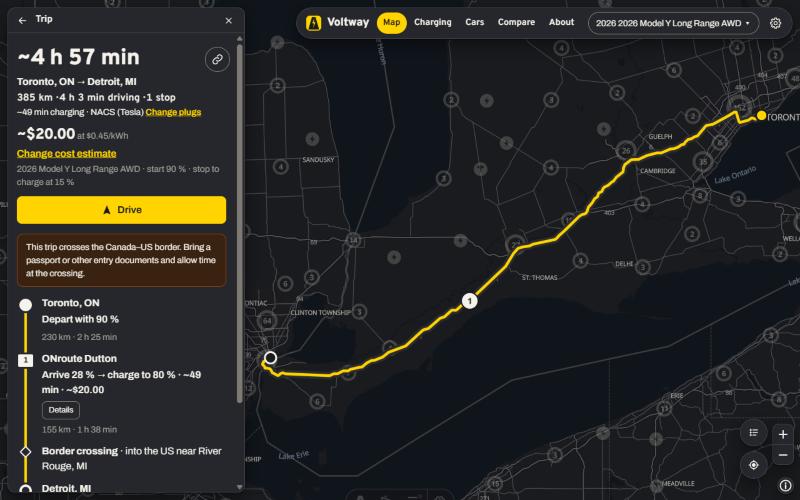 Trip
~4 h 57 min
Toronto, ON → Detroit, MI
385 km · 4 h 3 min driving · 1 stop
~49 min charging · NACS (Tesla) Change plugs
~$20.00 at $0.45/kWh
Change cost estimate
2026 Model Y Long Range AWD · start 90 % · stop to
charge at 15 %
Drive
This trip crosses the Canada–US border. Bring a
passport or other entry documents and allow time
at the crossing.
Toronto, ON
Depart with 90 %
230 km · 2 h 25 min
1
ONroute Dutton
Arrive 28 % → charge to 80 % · ~49
min · ~$20.00
Details
155 km · 1 h 38 min
Border crossing · into the US near River
Rouge, MI
Detroit, MI
Voltway
Map
Charging
Cars
Compare
About
2026 2026 Model Y Long Range AWD
SANDUSKY
GUELPH
CAMBRIDGE
TORONT
Lake Ontario
403
ST. THOMAS
DELHI
CLINTON TOWNSHIP
Lake Erie
ERIE
MEADVILLE
1